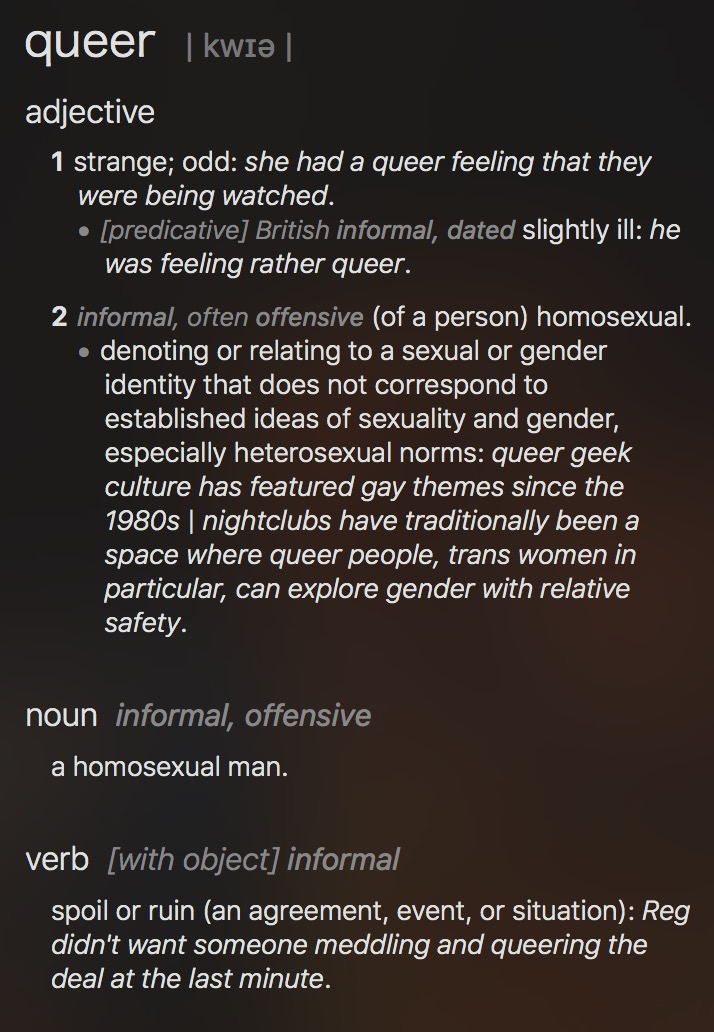 queer | kwɪə |
adjective
1 strange; odd: she had a queer feeling that they
were being watched.
• [predicative] British informal, dated slightly ill: he
was feeling rather queer.
2 informal, often offensive (of a person) homosexual.
• denoting or relating to a sexual or gender
identity that does not correspond to
established ideas of sexuality and gender,
especially heterosexual norms: queer geek
culture has featured gay themes since the
1980s | nightclubs have traditionally been a
space where queer people, trans women in
particular, can explore gender with relative
safety.
noun informal, offensive
a homosexual man.
verb [with object] informal
spoil or ruin (an agreement, event, or situation): Reg
didn't want someone meddling and queering the
deal at the last minute.